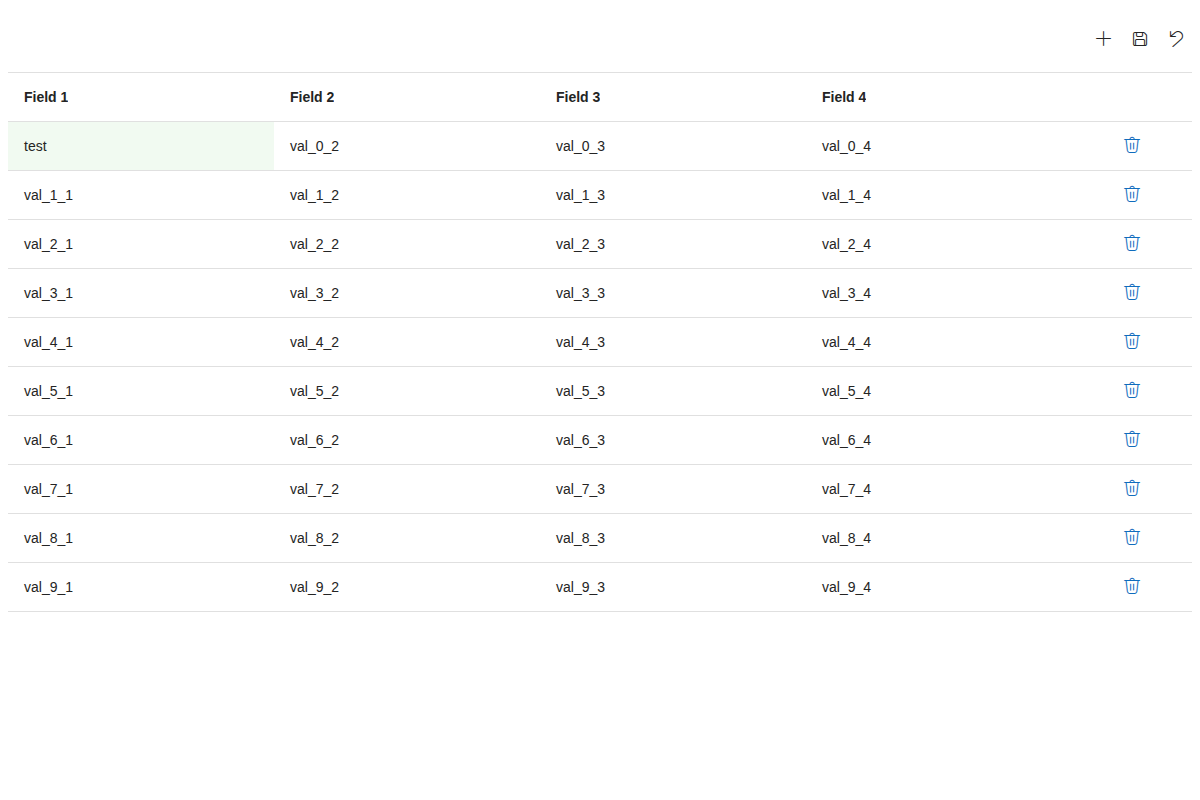 Field 1 Field 2 Field 3 Field 4
test val_0_2 val_0_3 val_0_4
val_1_1 val_1_2 val_1_3 val_1_4
val_2_1 val_2_2 val_2_3 val_2_4
val_3_1 val_3_2 val_3_3 val_3_4
val_4_1 val_4_2 val_4_3 val_4_4
val_5_1 val_5_2 val_5_3 val_5_4
val_6_1 val_6_2 val_6_3 val_6_4
val_7_1 val_7_2 val_7_3 val_7_4
val_8_1 val_8_2 val_8_3 val_8_4
val_9_1 val_9_2 val_9_3 val_9_4